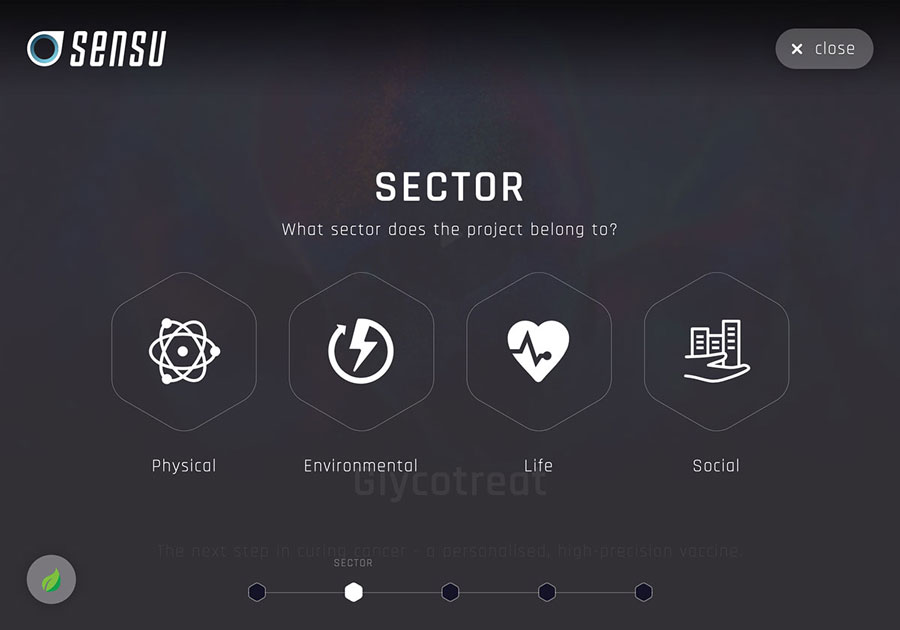 sensu
× close
SECTOR
What sector does the project belong to?
Physical
Environmental
Life
Social
Glycotreat
The next step in curing cancer - a personalised, high-precision vaccine.
SECTOR